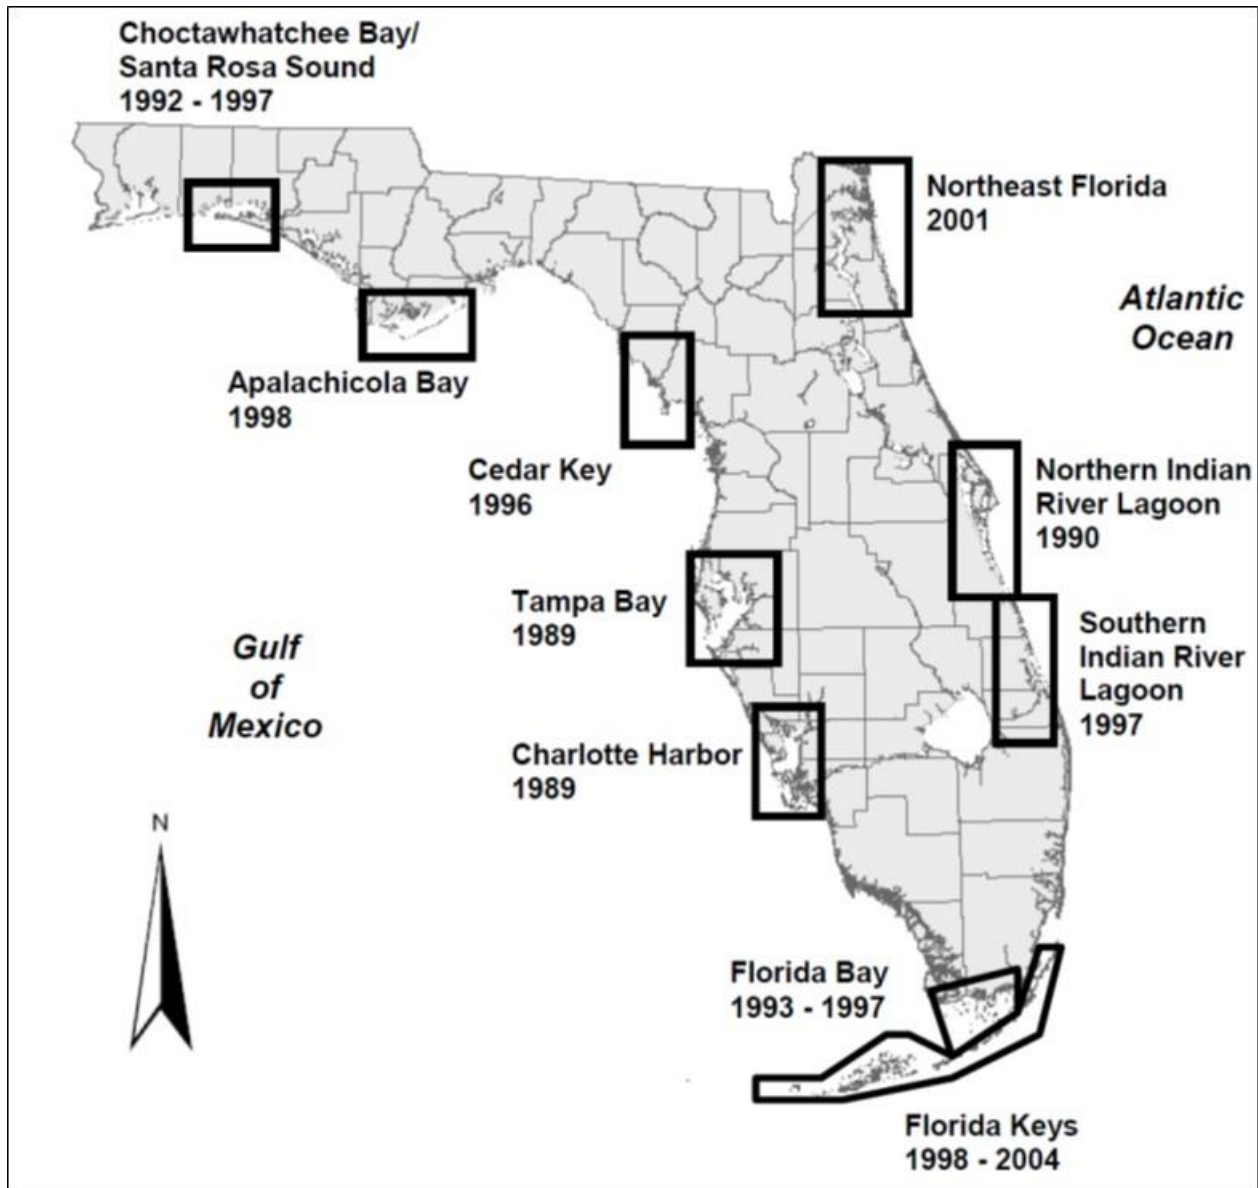 Choctawhatchee Bay/
Santa Rosa Sound
1992 - 1997
Northeast Florida
2001
Atlantic
Ocean
Apalachicola Bay
1998
Cedar Key
1996
Northern Indian
River Lagoon
1990
Tampa Bay
1989
Southern
Indian River
Lagoon
1997
Gulf
of
Mexico
Charlotte Harbor
1989
N
Florida Bay
1993 - 1997
Florida Keys
1998 - 2004